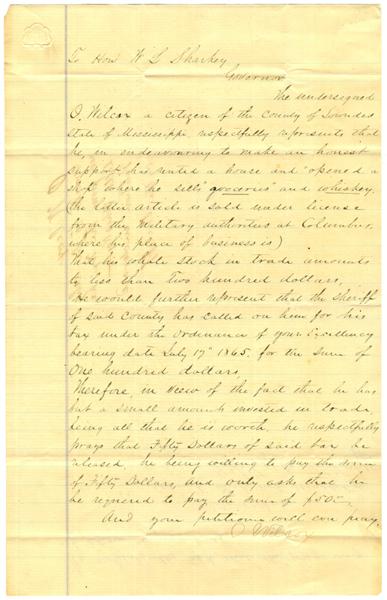 To Hon. W L Sharkey
Governor
The undersigned
O. Wilcox a citizen of the County of Lowndes
State of Mississippi respectfully represents that
he, in endeavouring to make an honest
support, has rented a house and opened a
shop where he sells "groceries" and whiskey.
(the latter article is sold under license
from the Military authorities at Columbus,
where his place of business is)
That his whole stock in trade amounts
to less than Two hundred dollars,
He would further represent that the Sheriff
of said County has called on him for his
tax under the Ordinance of your Excellency
bearing date July 17" 1865, for the sum of
One hundred dollars,
Therefore, in view of the fact that he has
but a small amount invested in trade,
being all that he is worth, he respectfully
prays that Fifty Dollars of said tax be
released, he being willing to pay the sum
of Fifty Dollars, and only asks that he
be required to pay the sum of $50—
And your petitioner will ever pray,
O Wilcox